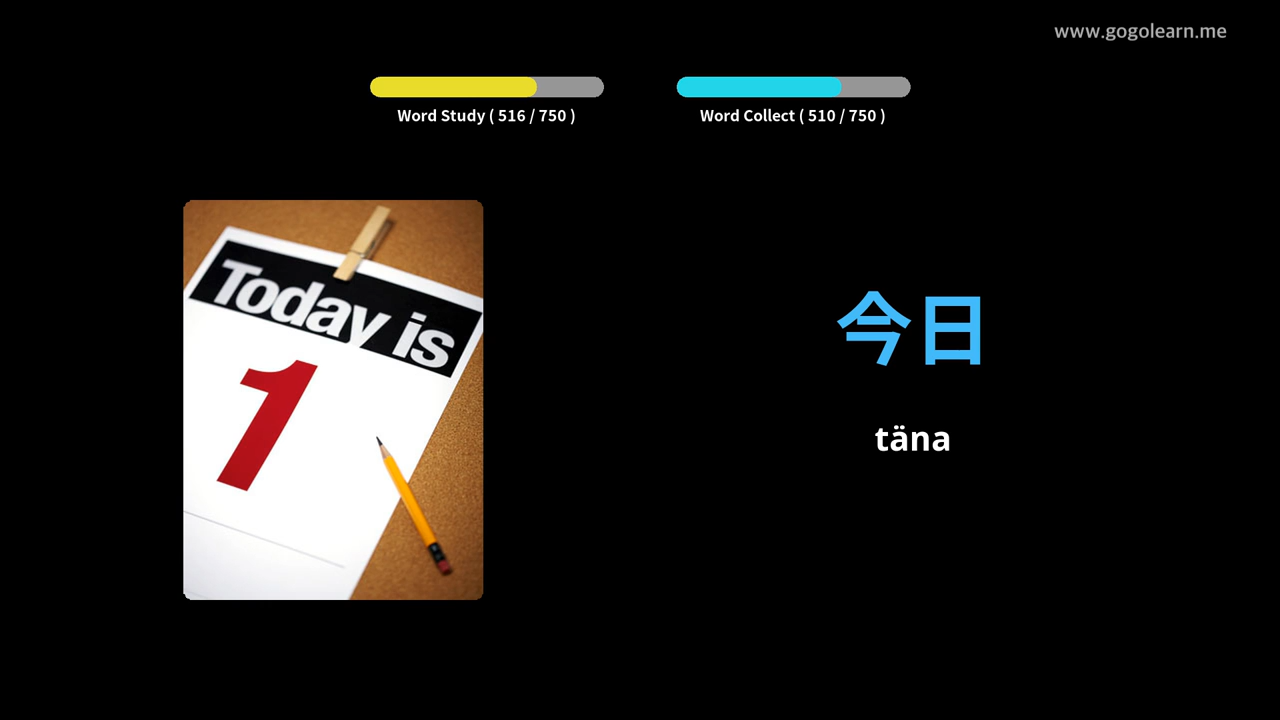 www.gogolearn.me
Word Study ( 516 / 750 )
Word Collect ( 510 / 750 )
Today is
1
今日
täna